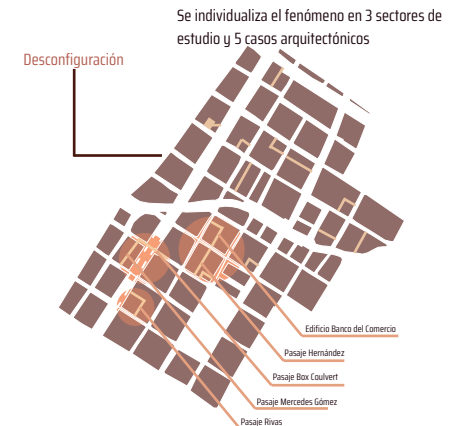 Se individualiza el fenómeno en 3 sectores de
estudio y 5 casos arquitectónicos
Desconfiguración
Edificio Banco del Comercio
Pasaje Hernández
Pasaje Box Coulvert
Pasaje Mercedes Gómez
Pasaje Rivas